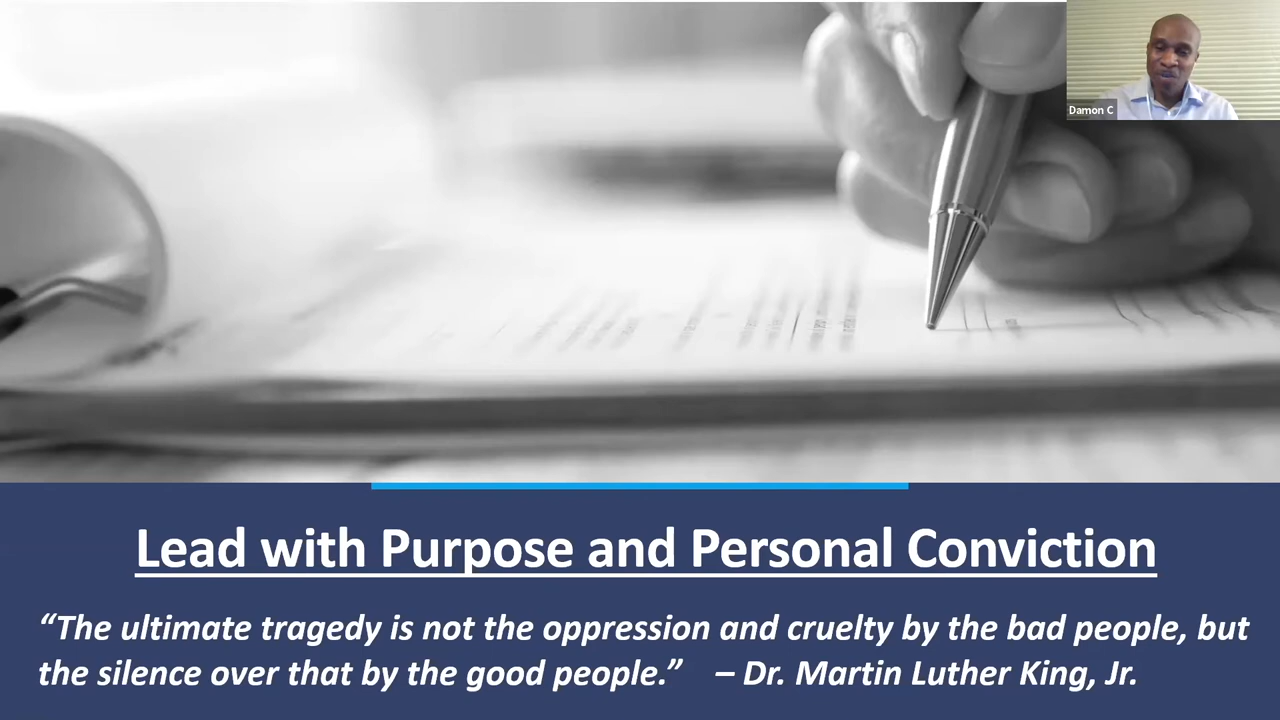 Damon C
Lead with Purpose and Personal Conviction
“The ultimate tragedy is not the oppression and cruelty by the bad people, but
the silence over that by the good people.” – Dr. Martin Luther King, Jr.